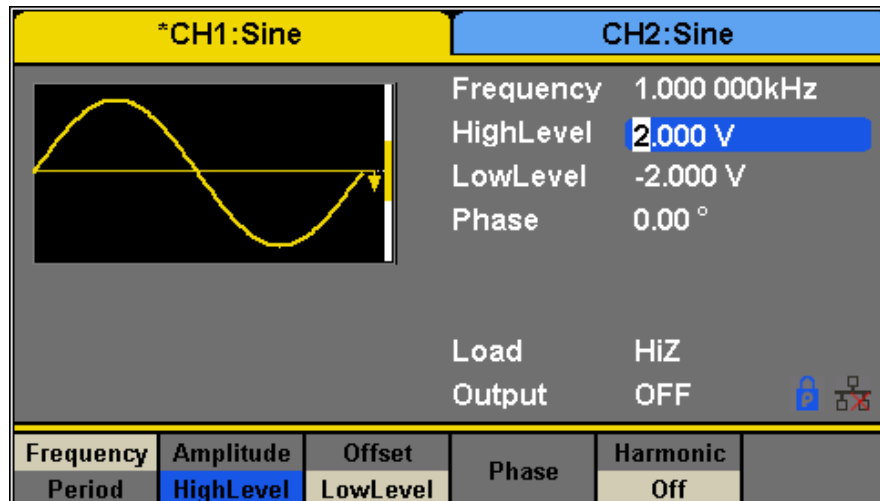 *CH1:Sine
CH2:Sine
Frequency 1.000 000kHz
HighLevel 2.000 V
LowLevel -2.000 V
Phase 0.00 °
Load HiZ
Output OFF
P
Frequency Amplitude Offset Phase Harmonic
Period HighLevel LowLevel Off